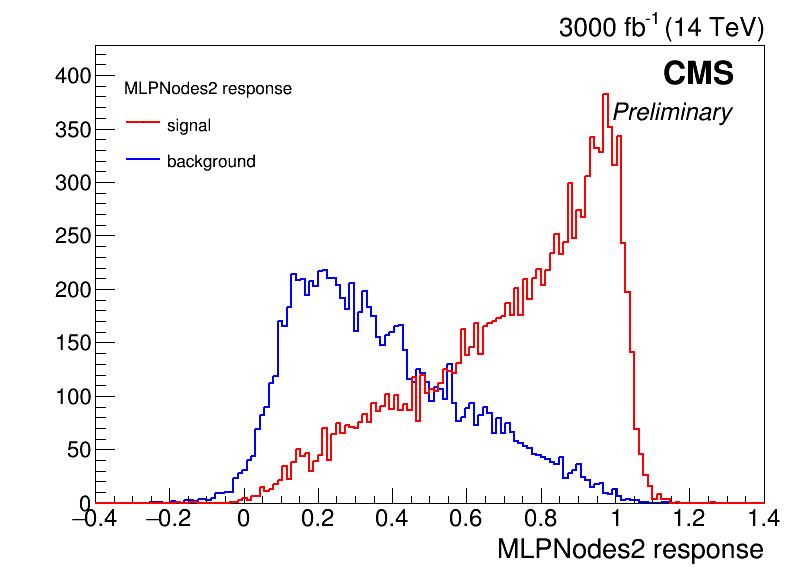 3000 fb⁻¹ (14 TeV)
CMS
Preliminary
MLPNodes2 response
signal
background
400
350
300
250
200
150
100
50
0
−0.4 −0.2 0 0.2 0.4 0.6 0.8 1 1.2 1.4
MLPNodes2 response